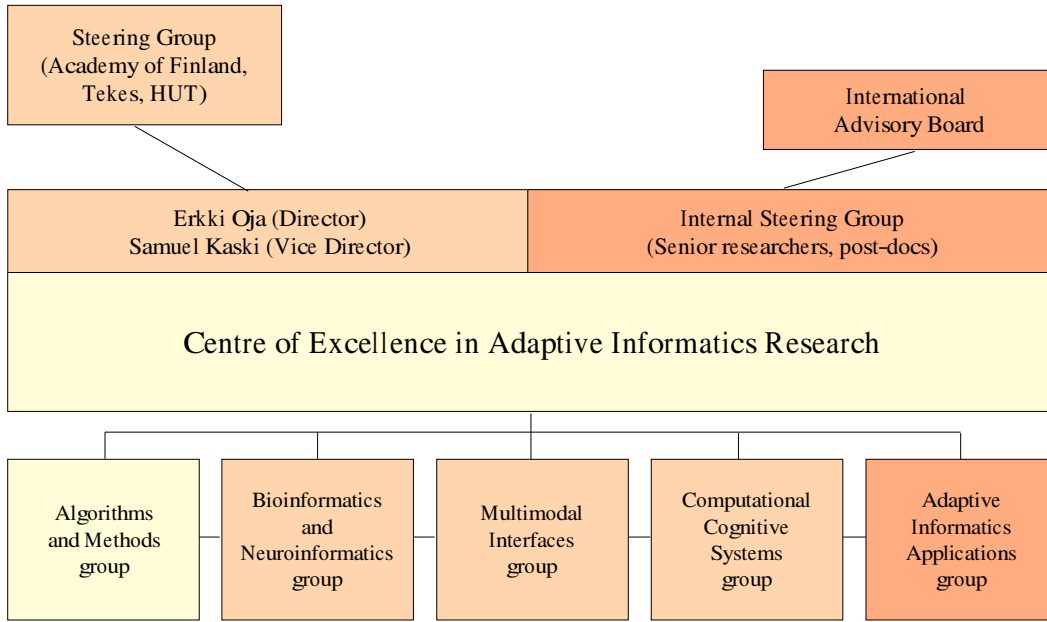 Steering Group
(Academy of Finland,
Tekes, HUT)
International
Advisory Board
Erkki Oja (Director)
Samuel Kaski (Vice Director)
Internal Steering Group
(Senior researchers, post-docs)
Centre of Excellence in Adaptive Informatics Research
Algorithms
and Methods
group
Bioinformatics
and
Neuroinformatics
group
Multimodal
Interfaces
group
Computational
Cognitive
Systems
group
Adaptive
Informatics
Applications
group